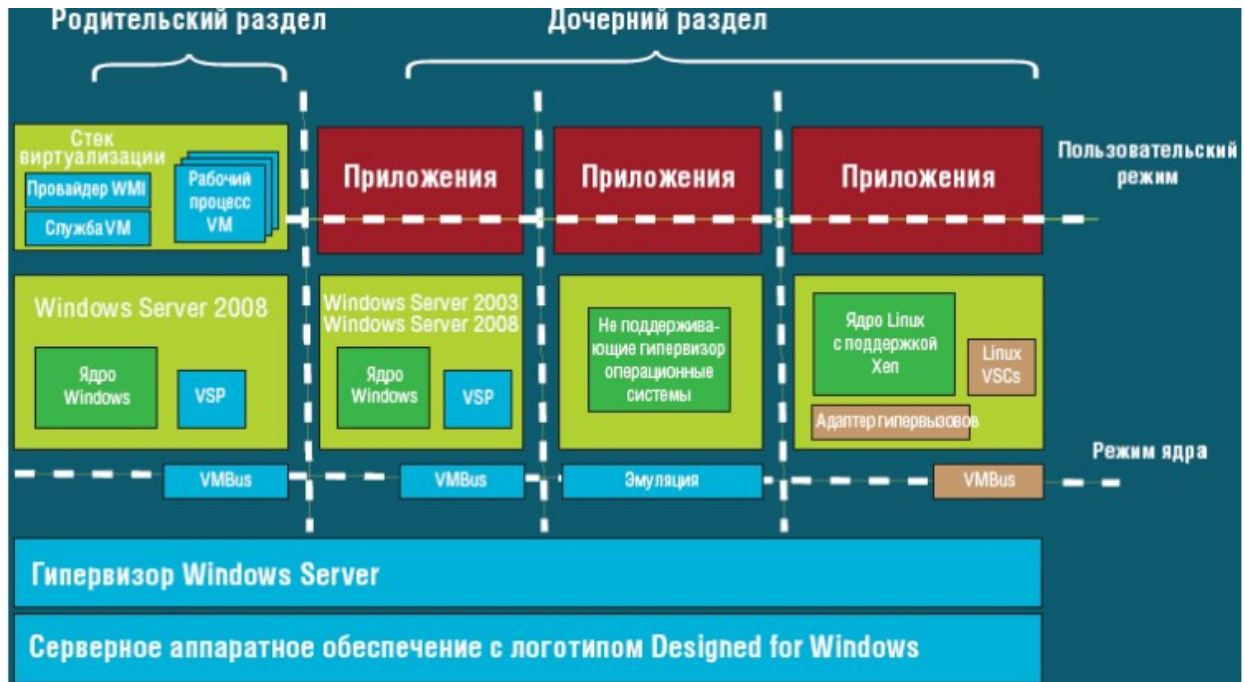 Родительский раздел
Дочерний раздел
Стек
виртуализации
Провайдер WMI
Служба VM
Рабочий
процесс
VM
Приложения
Приложения
Приложения
Пользовательский
режим
Windows Server 2008
Ядро
Windows
VSP
Windows Server 2003
Windows Server 2008
Ядро
Windows
VSP
Не поддержива-
ющие гипервизор
операционные
системы
Ядро Linux
с поддержкой
Xen
Linux
VSCs
Адаптер гипервызовов
Режим ядра
VMBus
VMBus
Эмуляция
VMBus
Гипервизор Windows Server
Серверное аппаратное обеспечение с логотипом Designed for Windows